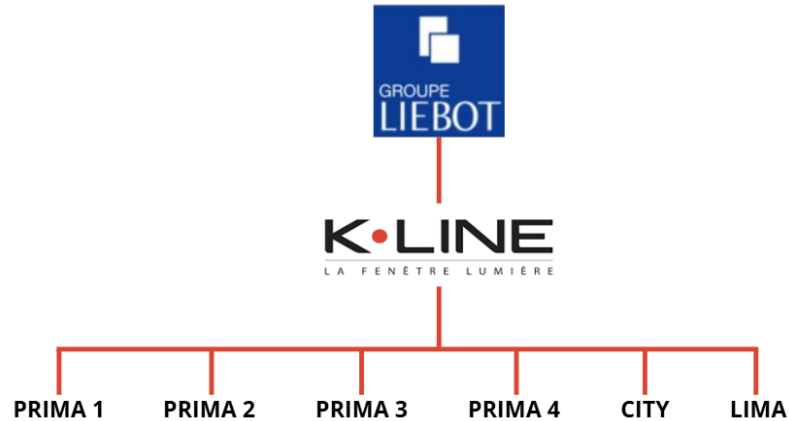 GROUPE
LIEBOT
K•LINE
LA FENÊTRE LUMIÈRE
PRIMA 1 PRIMA 2 PRIMA 3 PRIMA 4 CITY LIMA